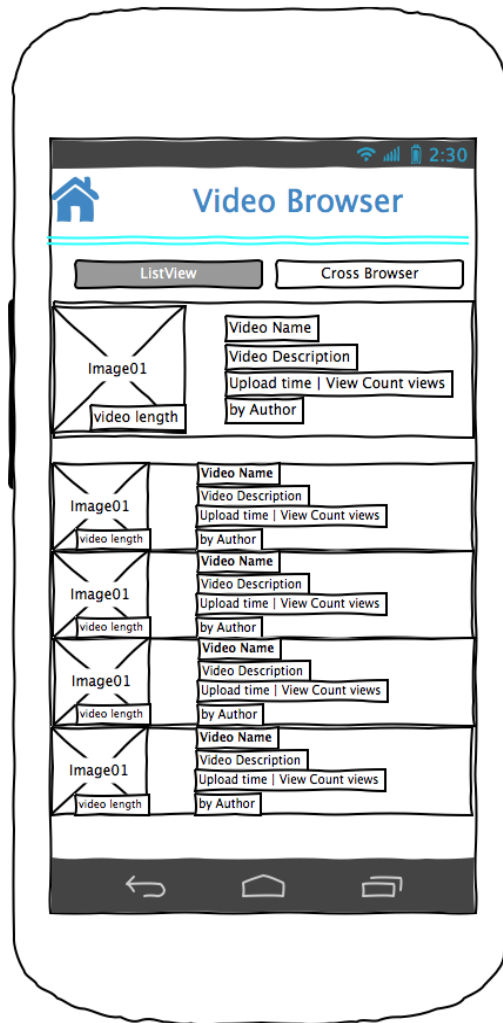 2:30
Video Browser
ListView
Cross Browser
Image01
video length
Video Name
Video Description
Upload time | View Count views
by Author
Image01
video length
Video Name
Video Description
Upload time | View Count views
by Author
Image01
video length
Video Name
Video Description
Upload time | View Count views
by Author
Image01
video length
Video Name
Video Description
Upload time | View Count views
by Author
Image01
video length
Video Name
Video Description
Upload time | View Count views
by Author